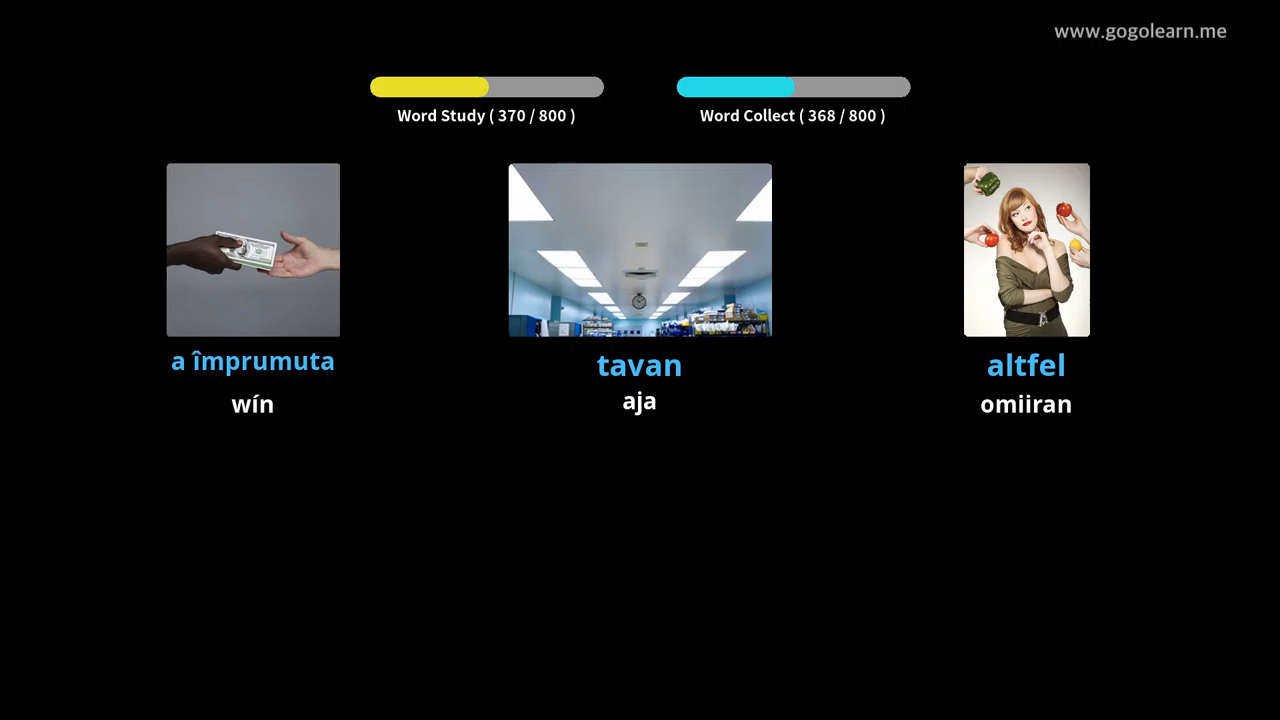 www.gogolearn.me
Word Study ( 370 / 800 )
Word Collect ( 368 / 800 )
a împrumuta
tavan
altfel
wín
aja
omiiran